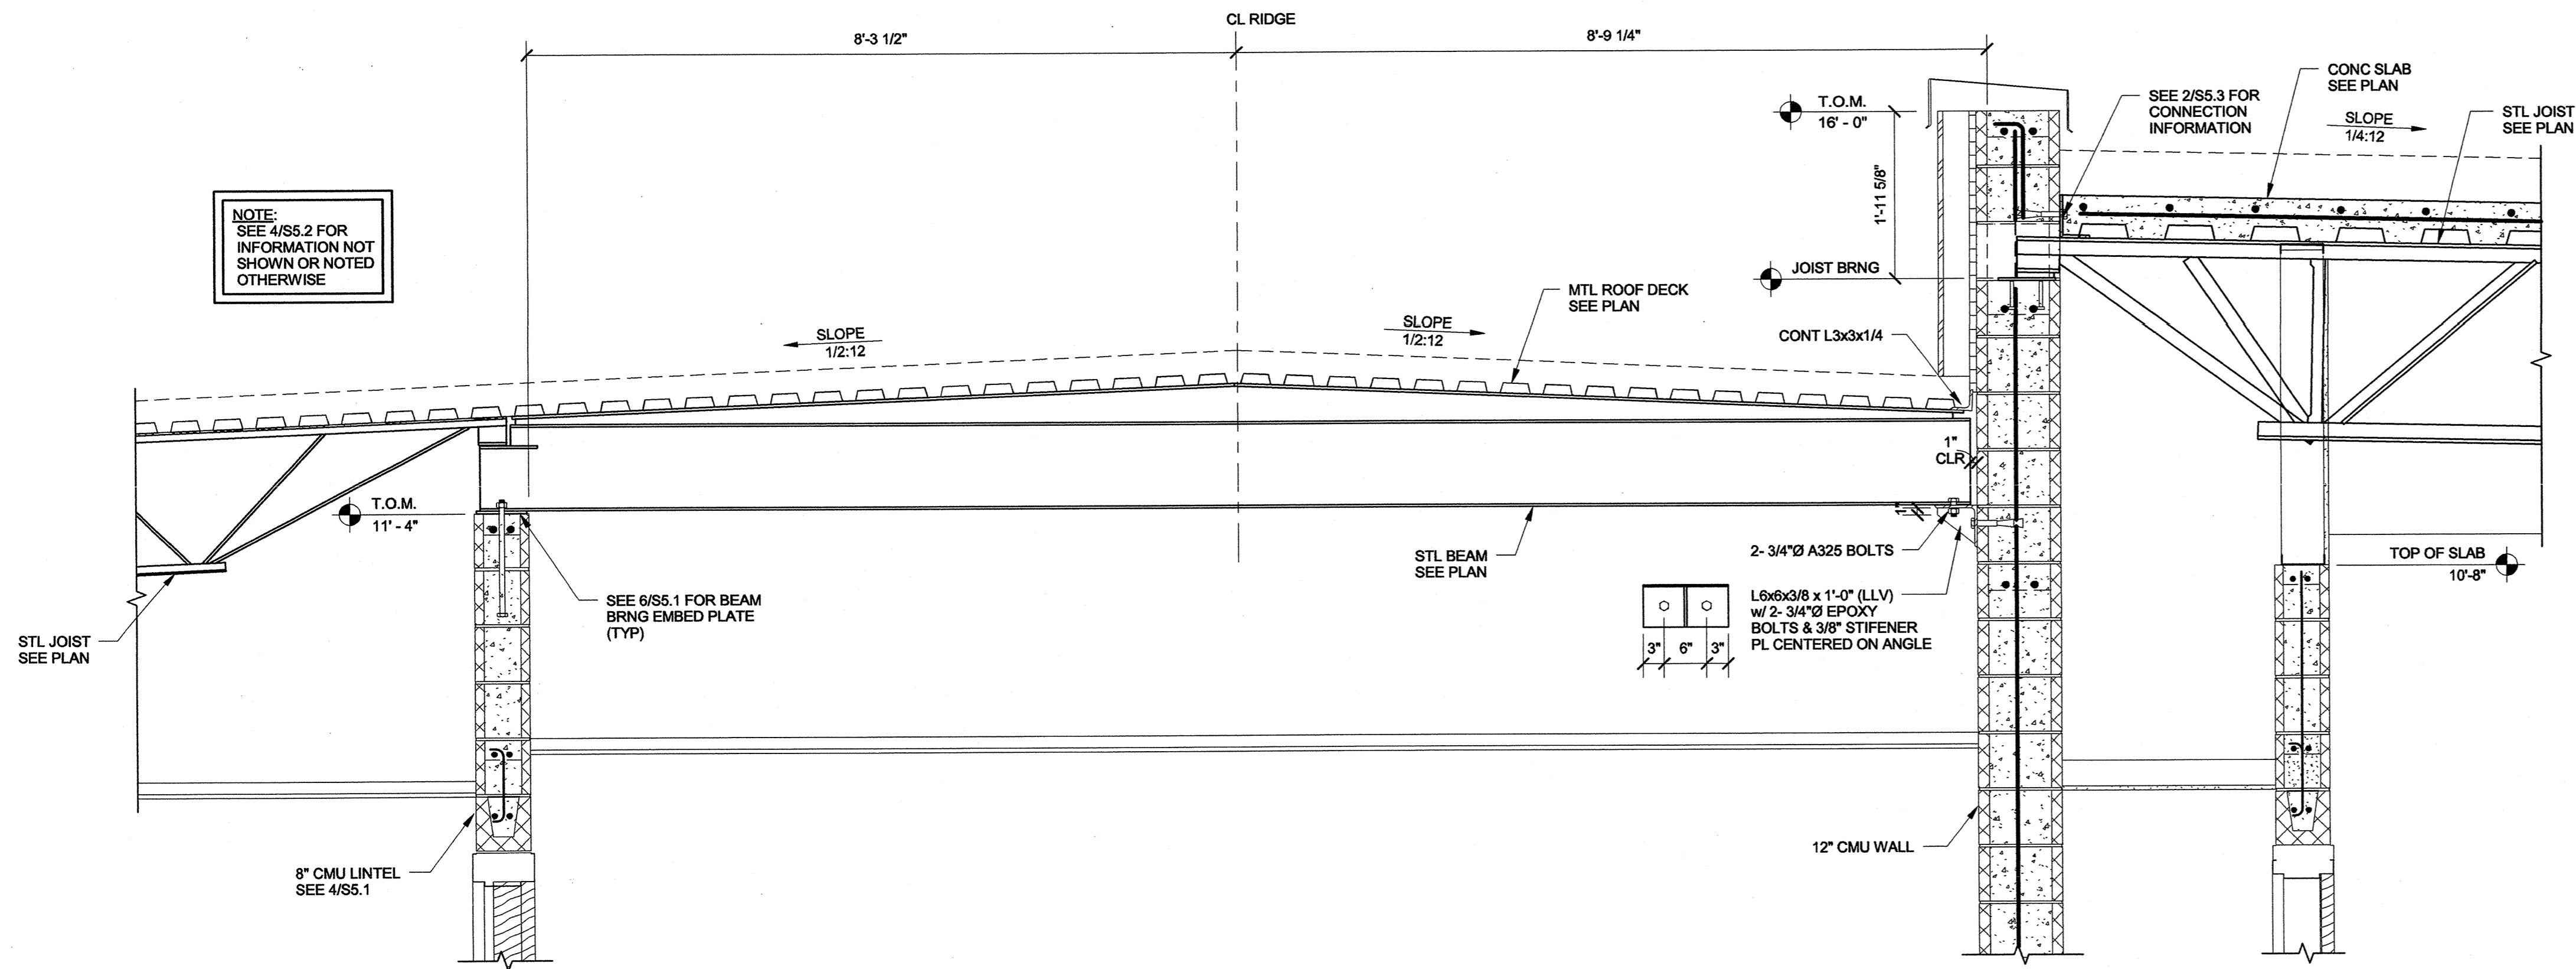 CL RIDGE
8'-3 1/2"
8'-9 1/4"
CONC SLAB
SEE PLAN
SEE 2/S5.3 FOR
CONNECTION
INFORMATION
SLOPE
1/4:12
STL JOIST
SEE PLAN
T.O.M.
16' - 0"
1'-11 5/8"
JOIST BRNG
NOTE:
SEE 4/S5.2 FOR
INFORMATION NOT
SHOWN OR NOTED
OTHERWISE
MTL ROOF DECK
SEE PLAN
SLOPE
1/2:12
SLOPE
1/2:12
CONT L3x3x1/4
1"
CLR
T.O.M.
11' - 4"
1"
STL BEAM
SEE PLAN
2- 3/4"Ø A325 BOLTS
TOP OF SLAB
10'-8"
SEE 6/S5.1 FOR BEAM
BRNG EMBED PLATE
(TYP)
L6x6x3/8 x 1'-0" (LLV)
w/ 2- 3/4"Ø EPOXY
BOLTS & 3/8" STIFENER
PL CENTERED ON ANGLE
3"
6"
3"
STL JOIST
SEE PLAN
12" CMU WALL
8" CMU LINTEL
SEE 4/S5.1